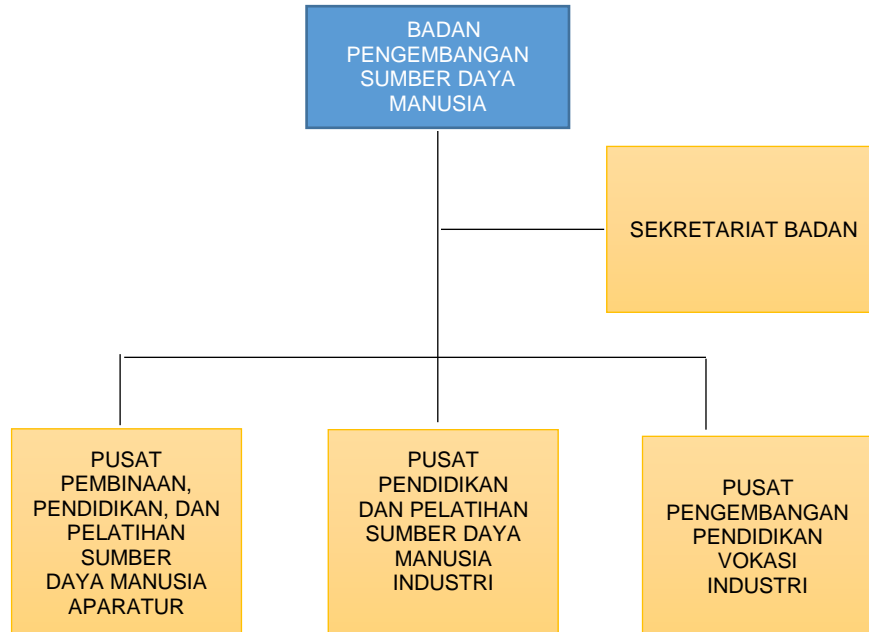 BADAN
PENGEMBANGAN
SUMBER DAYA
MANUSIA
SEKRETARIAT BADAN
PUSAT
PEMBINAAN,
PENDIDIKAN, DAN
PELATIHAN
SUMBER
DAYA MANUSIA
APARATUR
PUSAT
PENDIDIKAN
DAN PELATIHAN
SUMBER DAYA
MANUSIA
INDUSTRI
PUSAT
PENGEMBANGAN
PENDIDIKAN
VOKASI
INDUSTRI